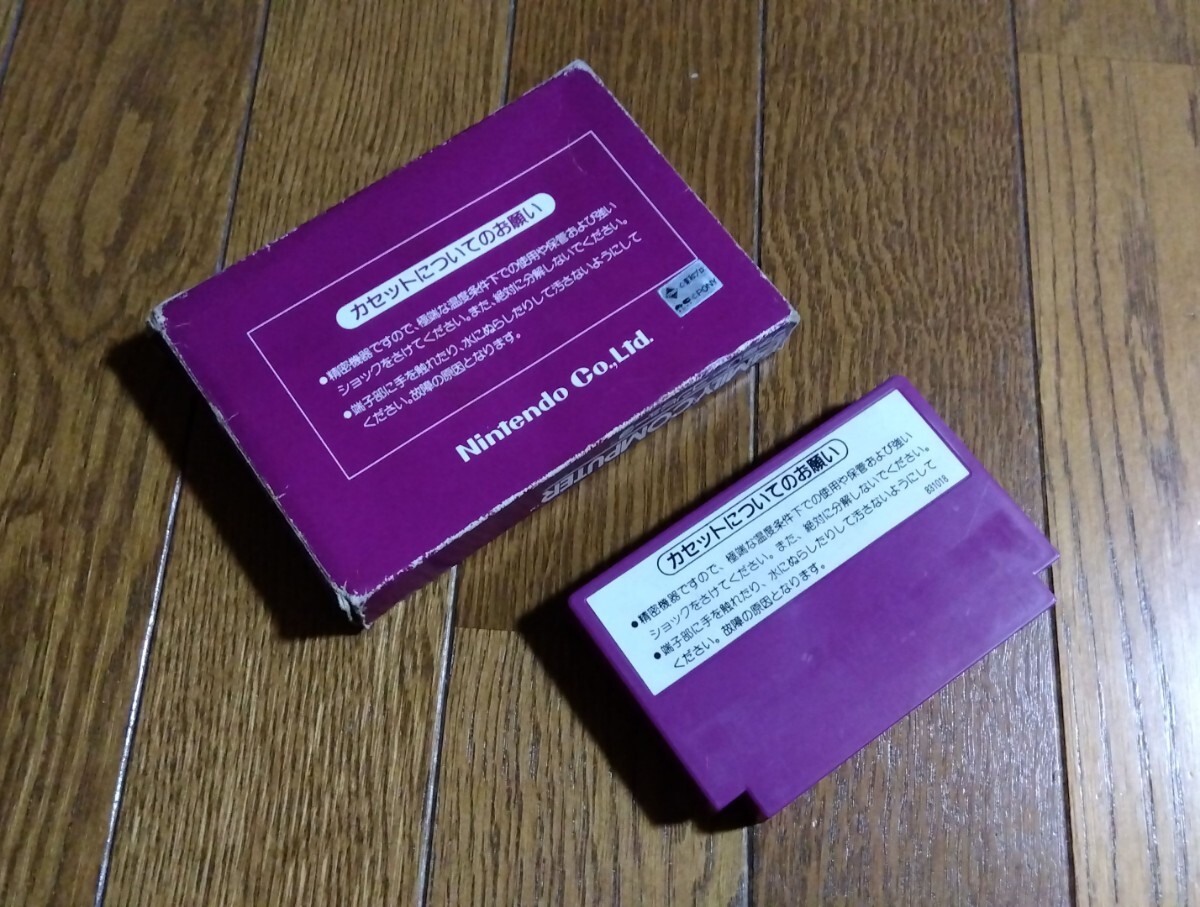 カセットについてのお願い
●精密機器ですので、極端な温度条件下での使用や保管および強い
ショックをさけてください。また、絶対に分解しないでください。
●端子部に手を触れたり、水にぬらしたりして汚さないようにして
ください。故障の原因となります。
Nintendo Co.,Ltd.
COMPUTER
カセットについてのお願い
●精密機器ですので、極端な温度条件下での使用や保管および強い
ショックをさけてください。また、絶対に分解しないでください。
●端子部に手を触れたり、水にぬらしたりして汚さないようにして
ください。故障の原因となります。
831018